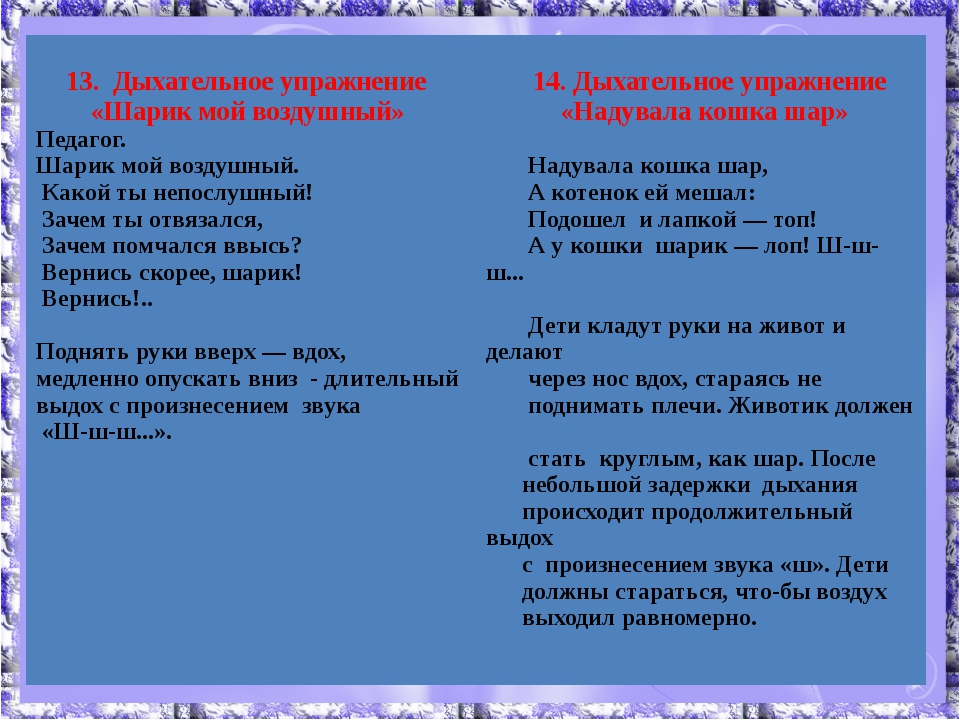 13. Дыхательное упражнение
«Шарик мой воздушный»
Педагог.
Шарик мой воздушный.
Какой ты непослушный!
Зачем ты отвязался,
Зачем помчался ввысь?
Вернись скорее, шарик!
Вернись!..
Поднять руки вверх — вдох,
медленно опускать вниз - длительный
выдох с произнесением звука
«Ш-ш-ш...».
14. Дыхательное упражнение
«Надувала кошка шар»
Надувала кошка шар,
А котенок ей мешал:
Подошел и лапкой — топ!
А у кошки шарик — лоп! Ш-ш-
ш...
Дети кладут руки на живот и
делают
через нос вдох, стараясь не
поднимать плечи. Животик должен
стать круглым, как шар. После
небольшой задержки дыхания
происходит продолжительный
выдох
с произнесением звука «ш». Дети
должны стараться, что-бы воздух
выходил равномерно.